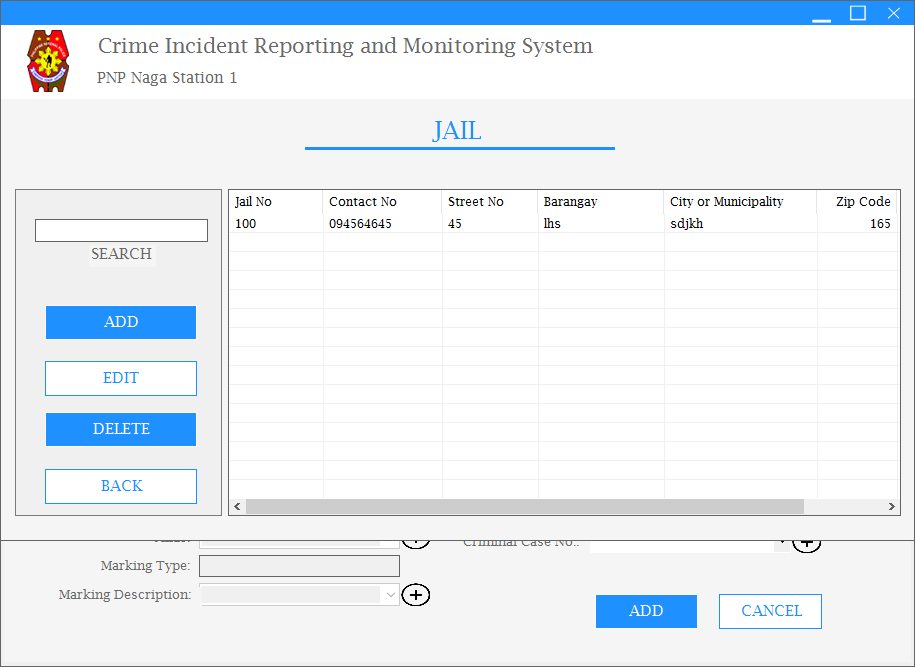 Crime Incident Reporting and Monitoring System
PNP Naga Station 1
JAIL
SEARCH
ADD
EDIT
DELETE
BACK
Jail No Contact No Street No Barangay City or Municipality Zip Code
100 094564645 45 lhs sdjkh 165
Criminal Case No..
Marking Type:
Marking Description:
ADD CANCEL